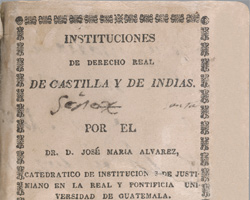 INSTITUCIONES
DE DERECHO REAL
DE CASTILLA Y DE INDIAS.
POR EL
DR. D. JOSÉ MARIA ALVAREZ,
CATEDRATICO DE INSTITUCIONES DE JUSTI-
NIANO EN LA REAL Y PONTIFICIA UNI-
VERSIDAD DE GUATEMALA.